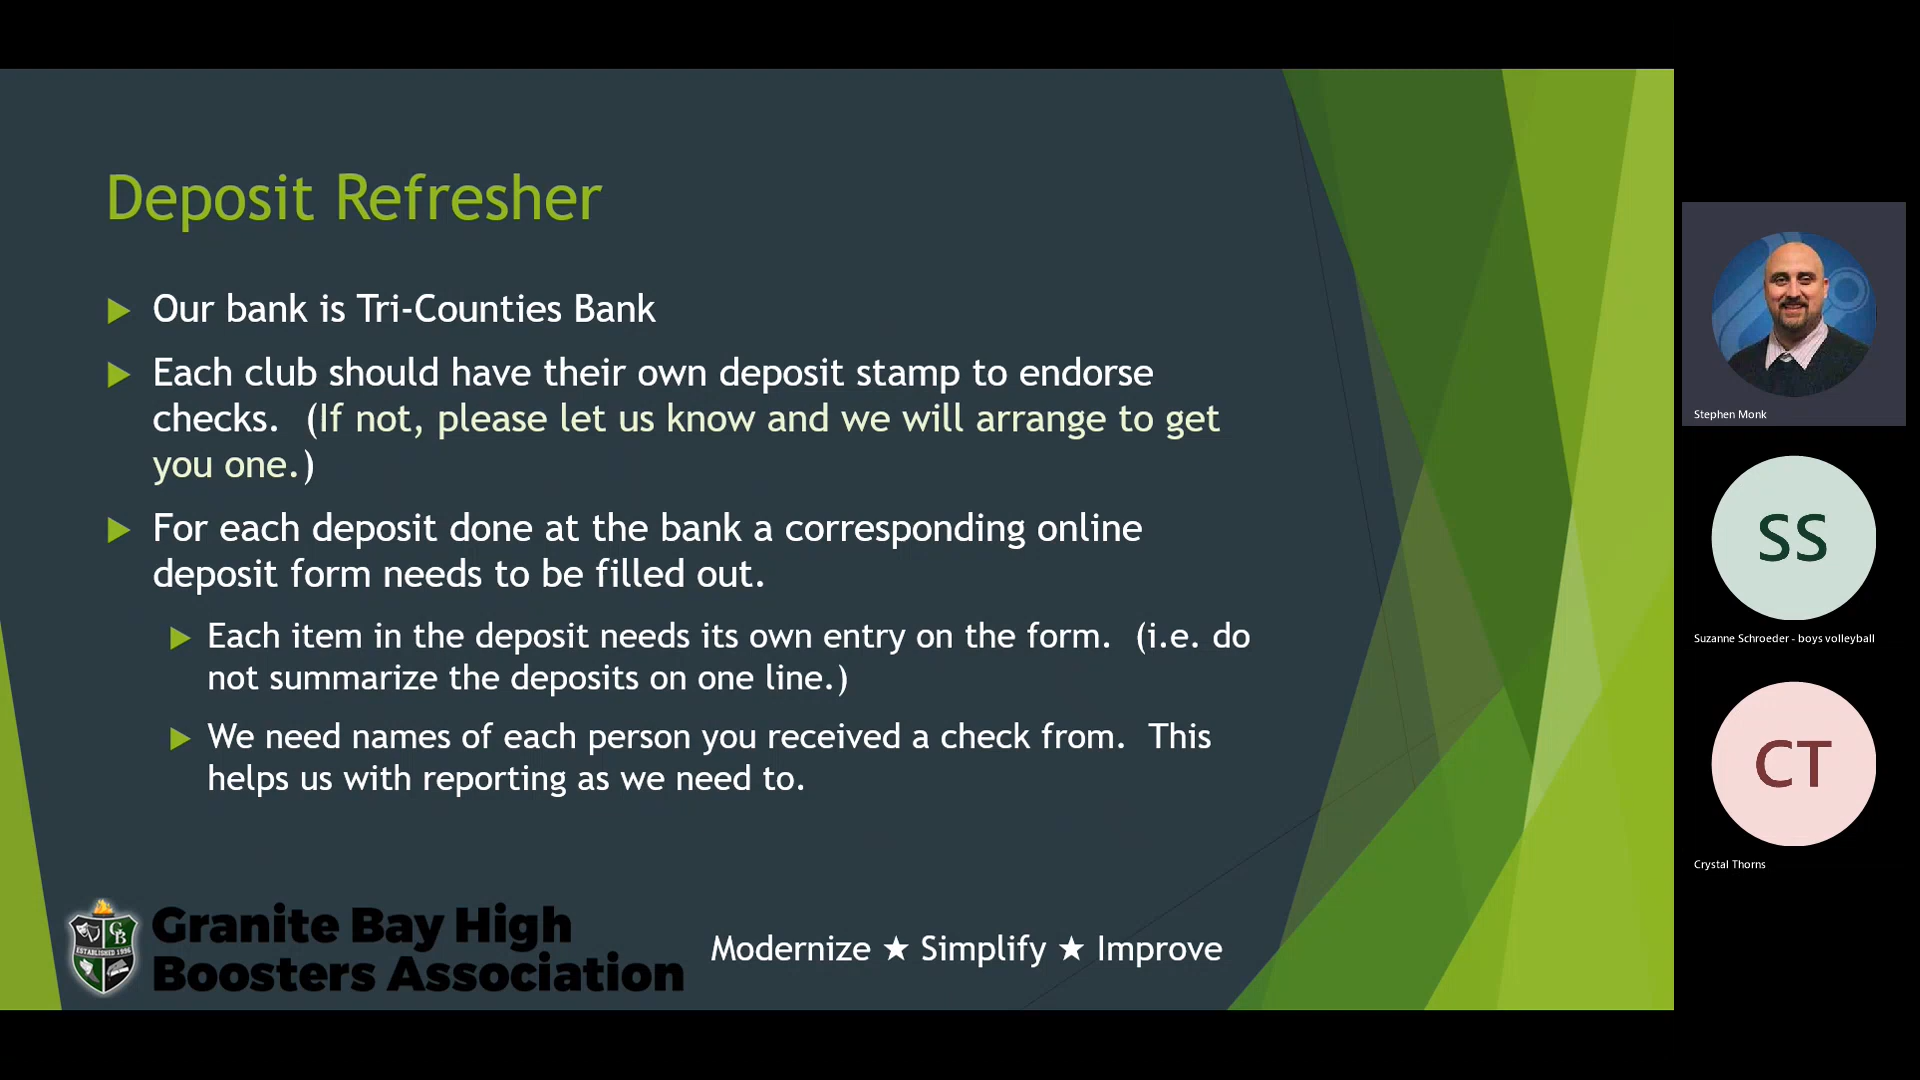 Deposit Refresher
Our bank is Tri-Counties Bank
Each club should have their own deposit stamp to endorse
checks.  (If not, please let us know and we will arrange to get
you one.)
For each deposit done at the bank a corresponding online
deposit form needs to be filled out.
Each item in the deposit needs its own entry on the form.  (i.e. do
not summarize the deposits on one line.)
We need names of each person you received a check from.  This
helps us with reporting as we need to.
GB
ESTABLISHED 1996
Granite Bay High
Boosters Association
Modernize ★ Simplify ★ Improve
Stephen Monk
SS
Suzanne Schroeder - boys volleyball
CT
Crystal Thorns